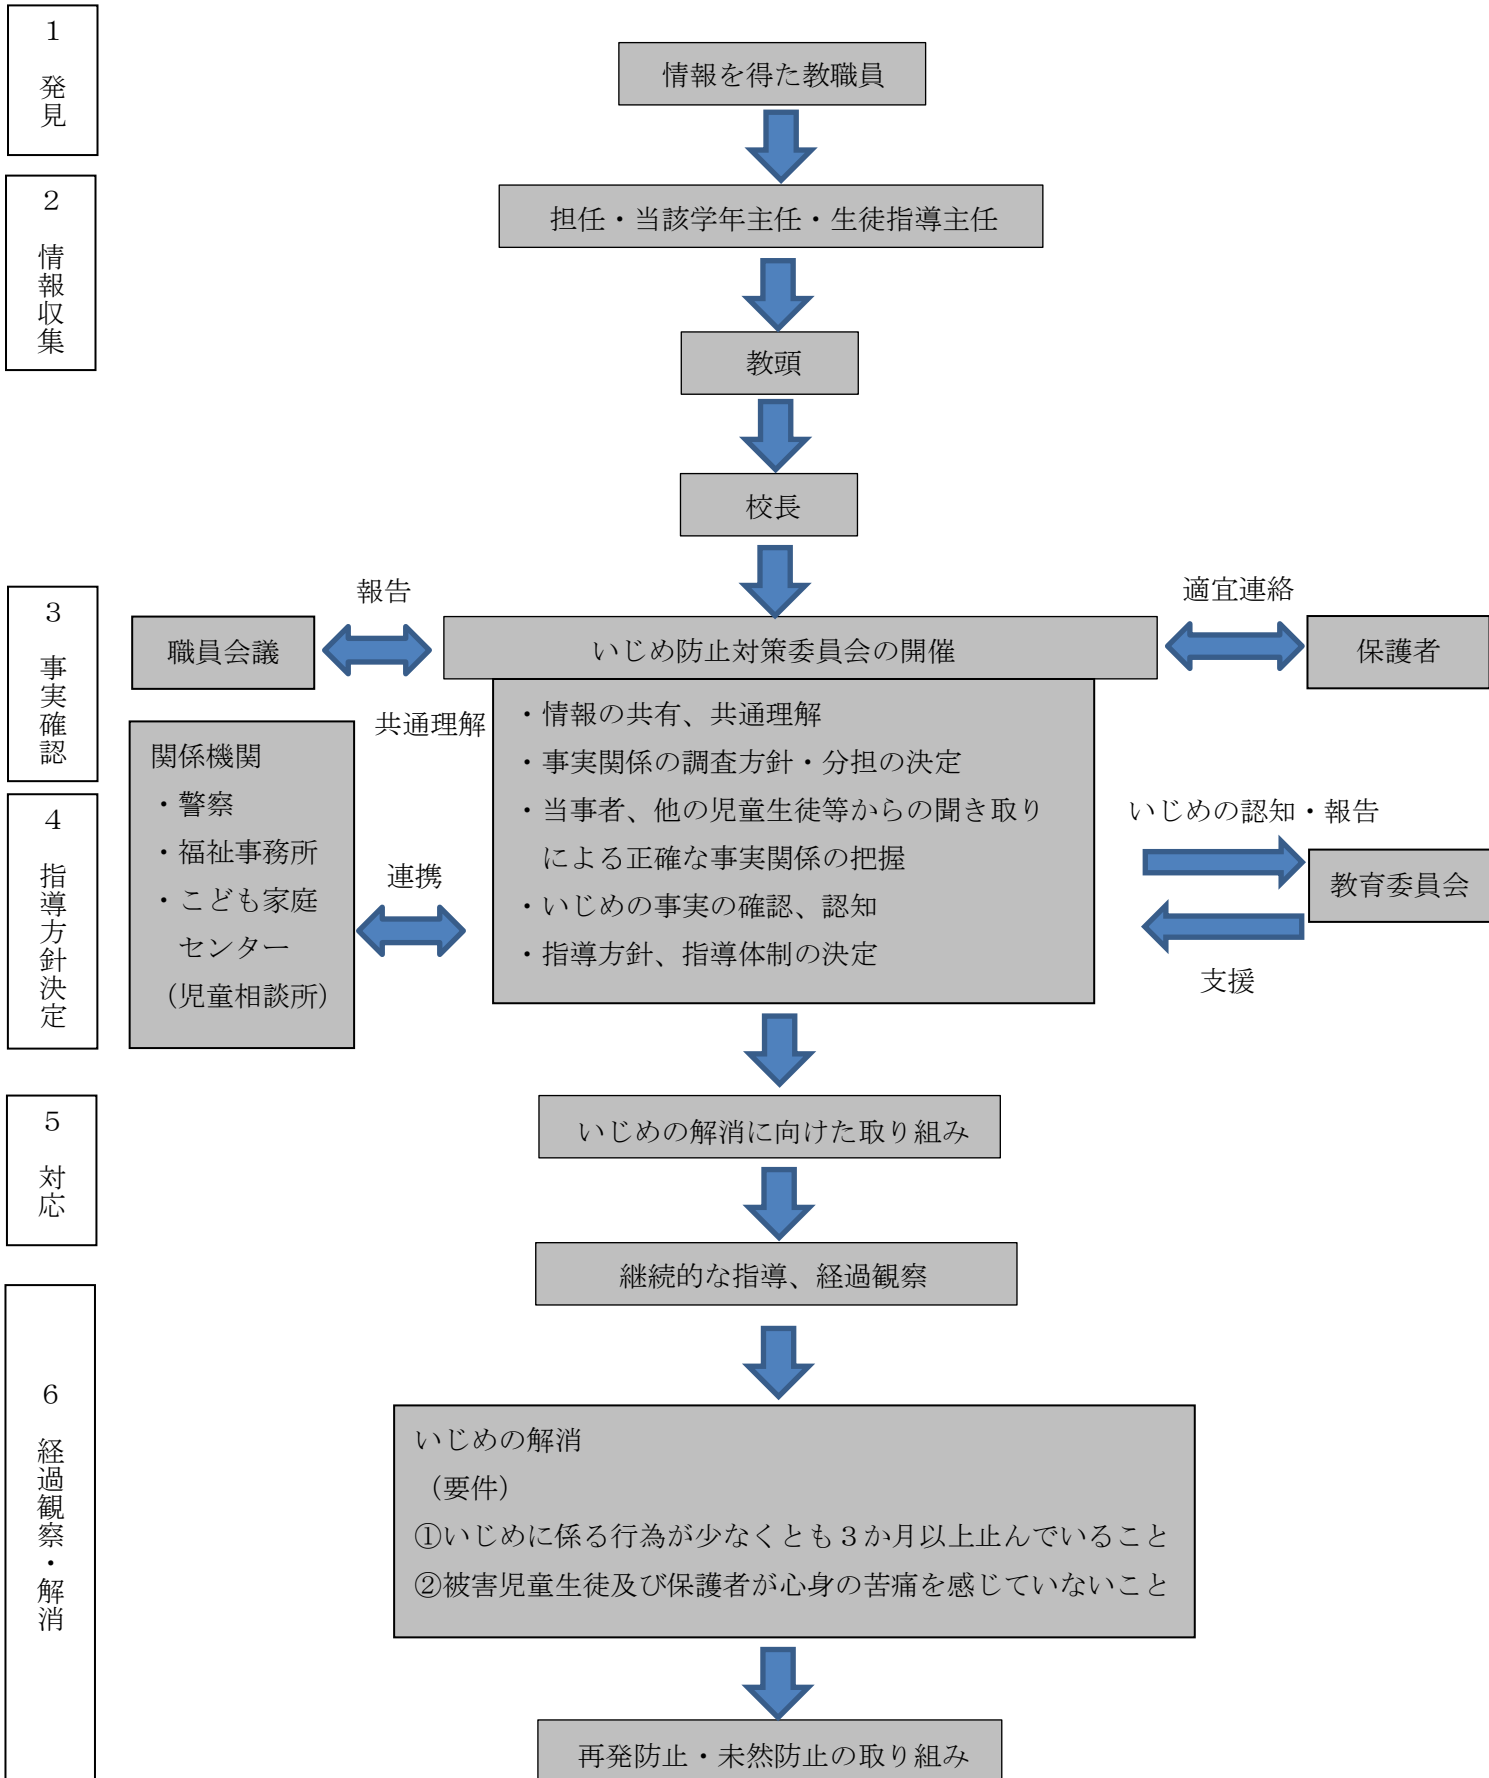 １　発見
情報を得た教職員
２　情報収集
担任・当該学年主任・生徒指導主任
教頭
校長
３　事実確認
報告
適宜連絡
職員会議
いじめ防止対策委員会の開催
保護者
共通理解
・情報の共有、共通理解
・事実関係の調査方針・分担の決定
・当事者、他の児童生徒等からの聞き取り
による正確な事実関係の把握
・いじめの事実の確認、認知
・指導方針、指導体制の決定
関係機関
・警察
・福祉事務所
・こども家庭
センター
（児童相談所）
連携
４　指導方針決定
いじめの認知・報告
教育委員会
支援
５　対応
いじめの解消に向けた取り組み
継続的な指導、経過観察
６　経過観察・解消
いじめの解消
（要件）
①いじめに係る行為が少なくとも３か月以上止んでいること
②被害児童生徒及び保護者が心身の苦痛を感じていないこと
再発防止・未然防止の取り組み